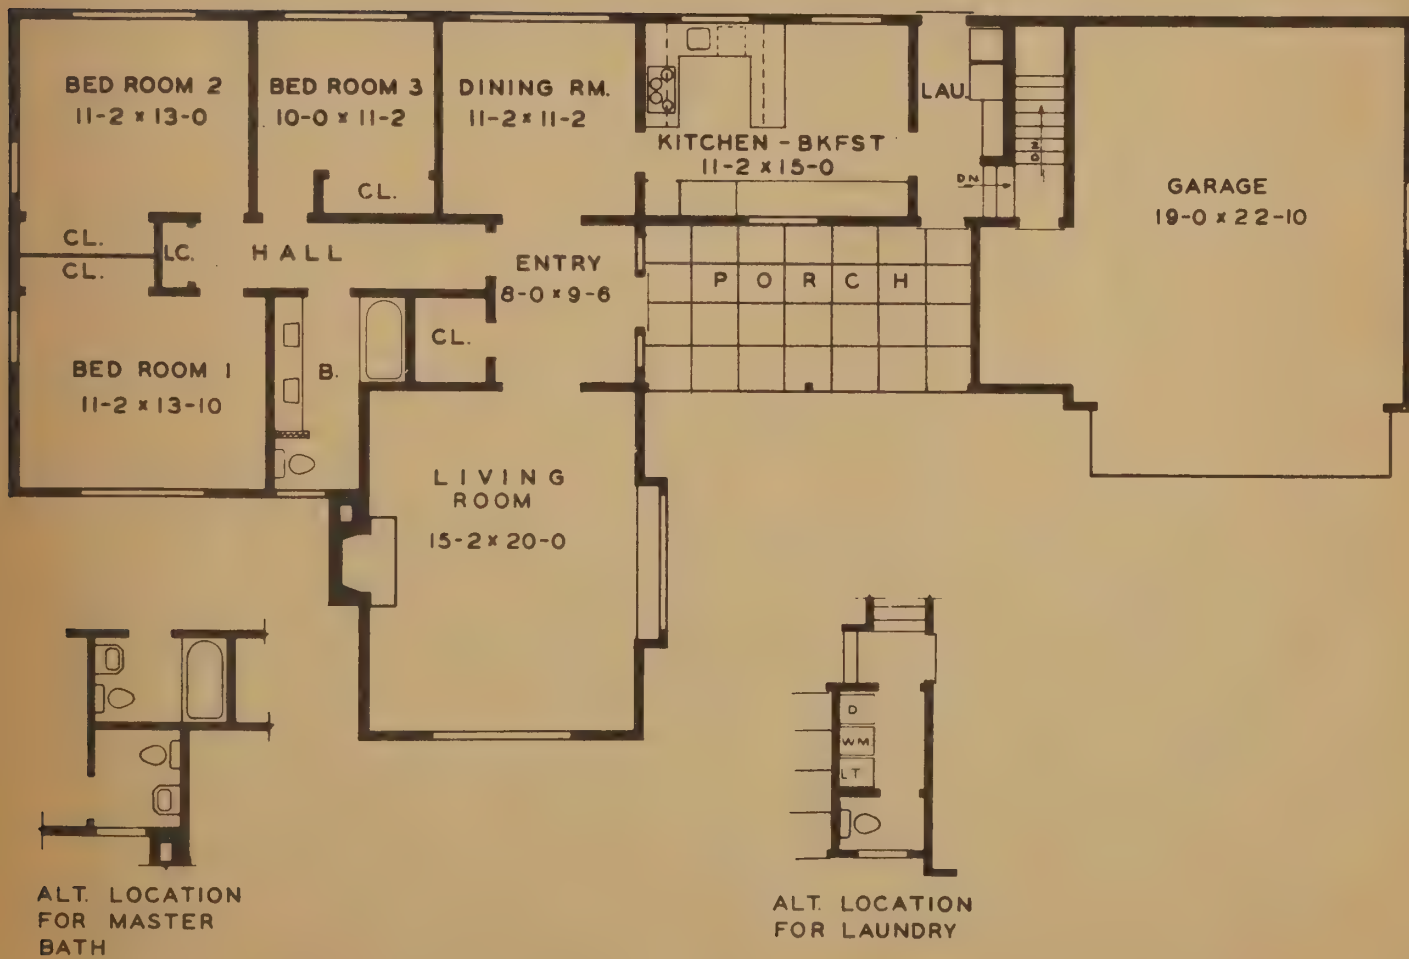 BED ROOM 2
11-2 x 13-0
BED ROOM 3
10-0 x 11-2
DINING RM.
11-2 x 11-2
KITCHEN - BKFST
11-2 x 15-0
LAU.
DN.
20
GARAGE
19-0 x 22-10
CL.
CL.
CL.
LC.
HALL
ENTRY
8-0 x 9-6
PORCH
BED ROOM 1
11-2 x 13-10
B.
CL.
LIVING
ROOM
15-2 x 20-0
D
WM
LT
ALT. LOCATION
FOR MASTER
BATH
ALT. LOCATION
FOR LAUNDRY